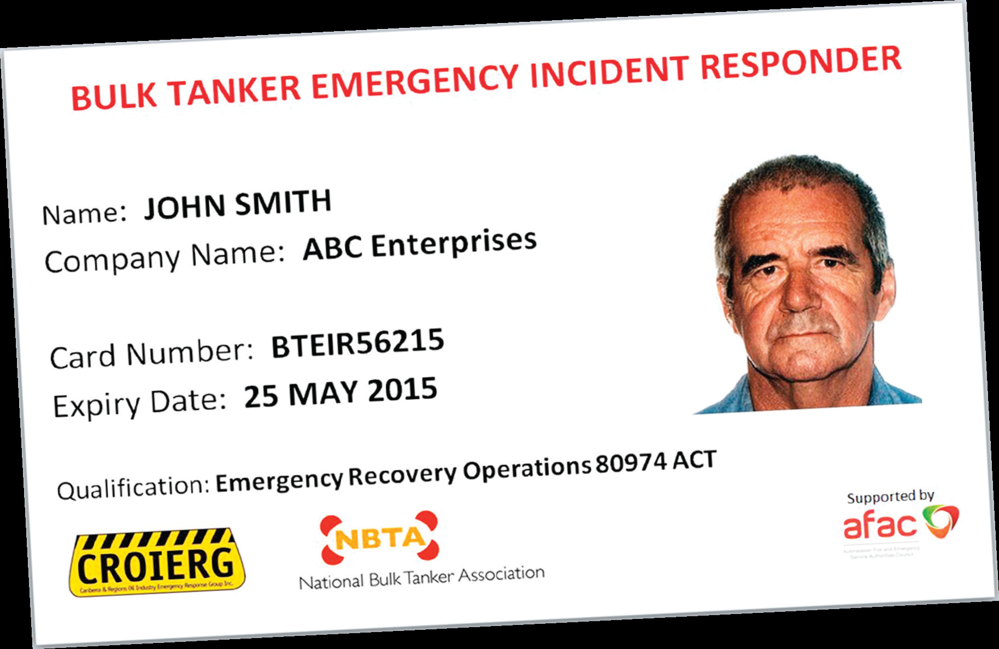 BULK TANKER EMERGENCY INCIDENT RESPONDER
Name: JOHN SMITH
Company Name: ABC Enterprises
Card Number: BTEIR56215
Expiry Date: 25 MAY 2015
Qualification: Emergency Recovery Operations 80974 ACT
Supported by
afac
Australasian Fire and Emergency
Service Authorities Council
CROIERG
Canberra & Regions Oil Industry Emergency Response Group Inc.
NBTA
National Bulk Tanker Association